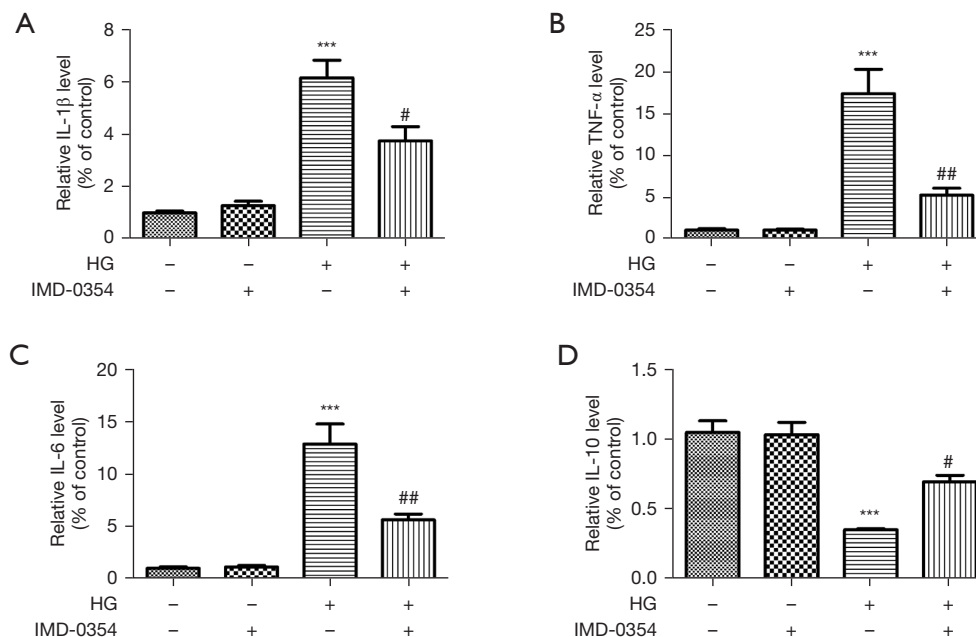 A
Relative IL-1β level
(% of control)
8
6
4
2
0
***
#
HG – – + +
IMD-0354 – + – +
B
Relative TNF-α level
(% of control)
25
20
15
10
5
0
***
##
HG – – + +
IMD-0354 – + – +
C
Relative IL-6 level
(% of control)
20
15
10
5
0
***
##
HG – – + +
IMD-0354 – + – +
D
Relative IL-10 level
(% of control)
1.5
1.0
0.5
0.0
***
#
HG – – + +
IMD-0354 – + – +